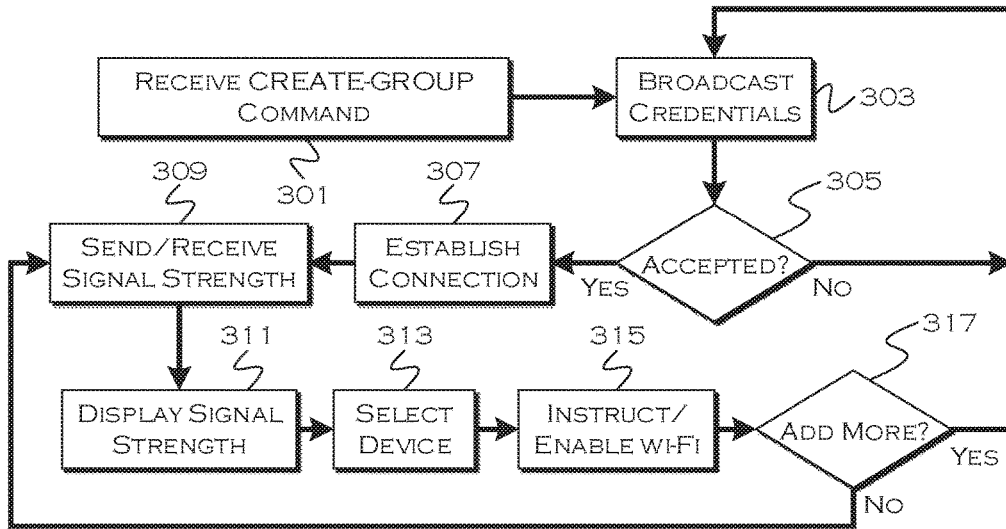 RECEIVE CREATE-GROUP
COMMAND
301
BROADCAST
CREDENTIALS
303
305
ACCEPTED?
YES
NO
307
ESTABLISH
CONNECTION
309
SEND/RECEIVE
SIGNAL STRENGTH
311
DISPLAY SIGNAL
STRENGTH
313
SELECT
DEVICE
315
INSTRUCT/
ENABLE WI-FI
317
ADD MORE?
YES
NO